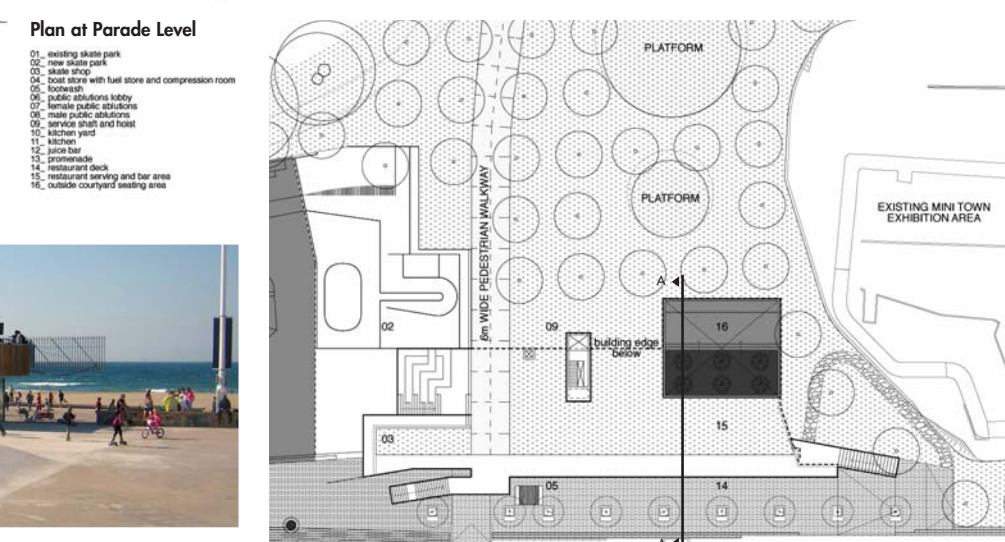 Plan at Parade Level
01_ existing skate park
02_ new skate park
03_ skate shop
04_ boat store with fuel store and compression room
05_ footwash
06_ public ablutions lobby
07_ female public ablutions
08_ male public ablutions
09_ service shaft and hoist
10_ kitchen yard
11_ kitchen
12_ juice bar
13_ promenade
14_ restaurant deck
15_ restaurant serving and bar area
16_ outside courtyard seating area
PLATFORM
PLATFORM
6m WIDE PEDESTRIAN WALKWAY
EXISTING MINI TOWN
EXHIBITION AREA
A
02
09
16
building edge
below
15
03
05
14
A